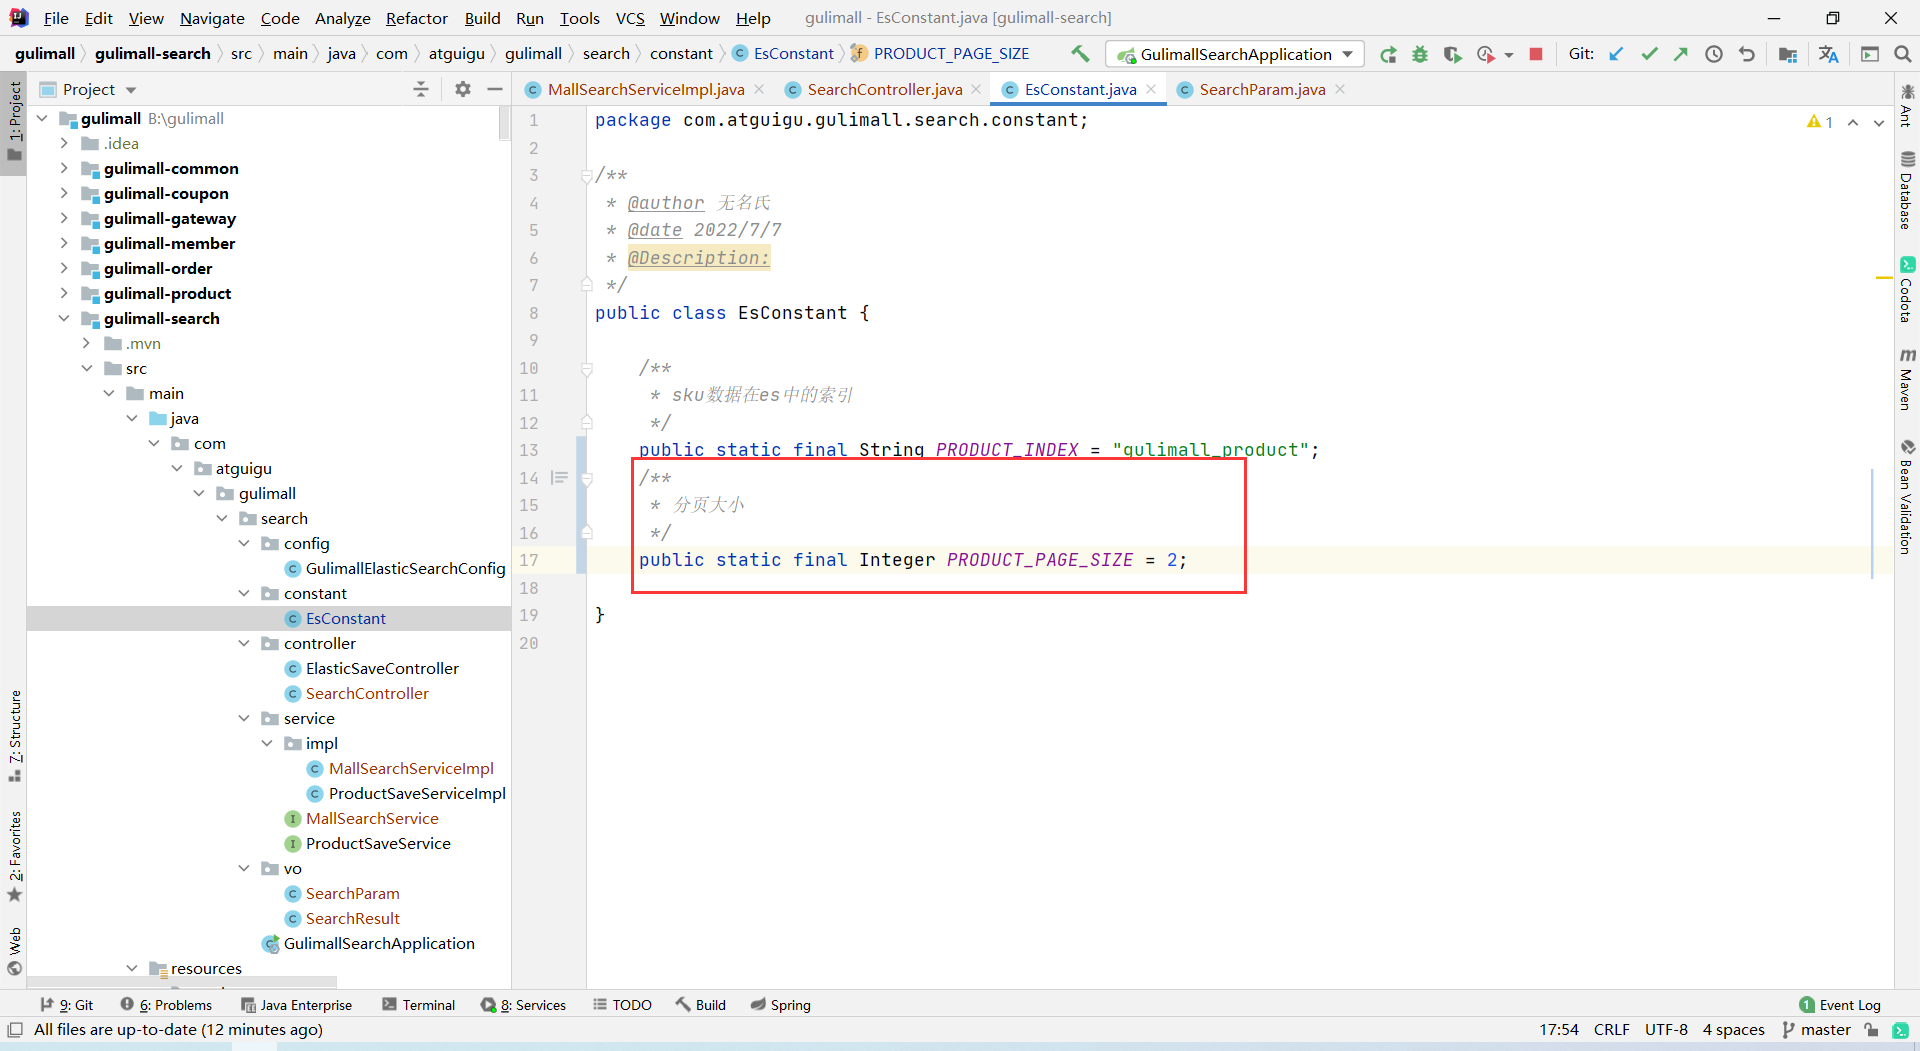 File Edit View Navigate Code Analyze Refactor Build Run Tools VCS Window Help gulimall - EsConstant.java [gulimall-search]
gulimall gulimall-search src main java com atguigu gulimall search constant EsConstant PRODUCT_PAGE_SIZE GulimallSearchApplication Git:
Project
MallSearchServiceImpl.java SearchController.java EsConstant.java SearchParam.java
1: Project
7: Structure
2: Favorites
Web
gulimall B:\gulimall
.idea
gulimall-common
gulimall-coupon
gulimall-gateway
gulimall-member
gulimall-order
gulimall-product
gulimall-search
.mvn
src
main
java
com
atguigu
gulimall
search
config
GulimallElasticSearchConfig
constant
EsConstant
controller
ElasticSaveController
SearchController
service
impl
MallSearchServiceImpl
ProductSaveServiceImpl
MallSearchService
ProductSaveService
vo
SearchParam
SearchResult
GulimallSearchApplication
resources
1 package com.atguigu.gulimall.search.constant;
2
3 /**
4 * @author 无名氏
5 * @date 2022/7/7
6 * @Description:
7 */
8 public class EsConstant {
9
10 /**
11 * sku数据在es中的索引
12 */
13 public static final String PRODUCT_INDEX = "gulimall_product";
14 /**
15 * 分页大小
16 */
17 public static final Integer PRODUCT_PAGE_SIZE = 2;
18
19 }
20
1
Ant
Database
Codota
Maven
Bean Validation
9: Git 6: Problems Java Enterprise Terminal 8: Services TODO Build Spring 1 Event Log
All files are up-to-date (12 minutes ago) 17:54 CRLF UTF-8 4 spaces master